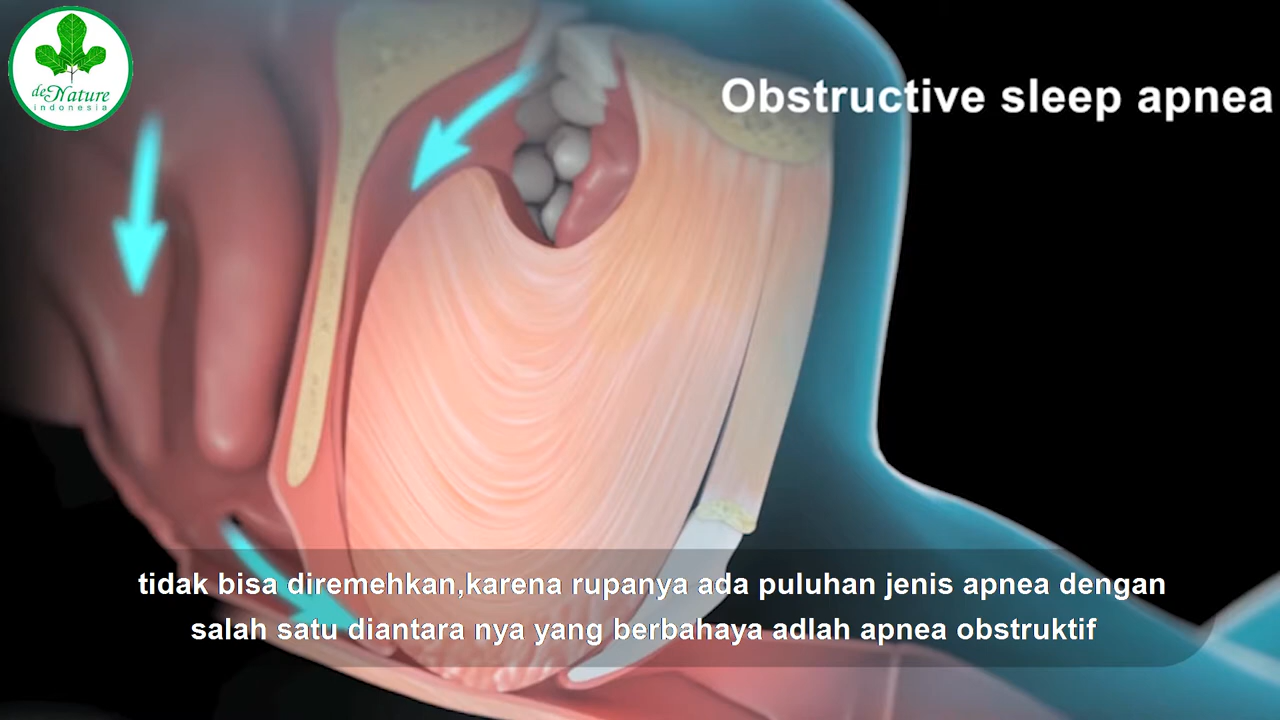 deNature
indonesia
Obstructive sleep apnea
tidak bisa diremehkan,karena rupanya ada puluhan jenis apnea dengan
salah satu diantara nya yang berbahaya adlah apnea obstruktif